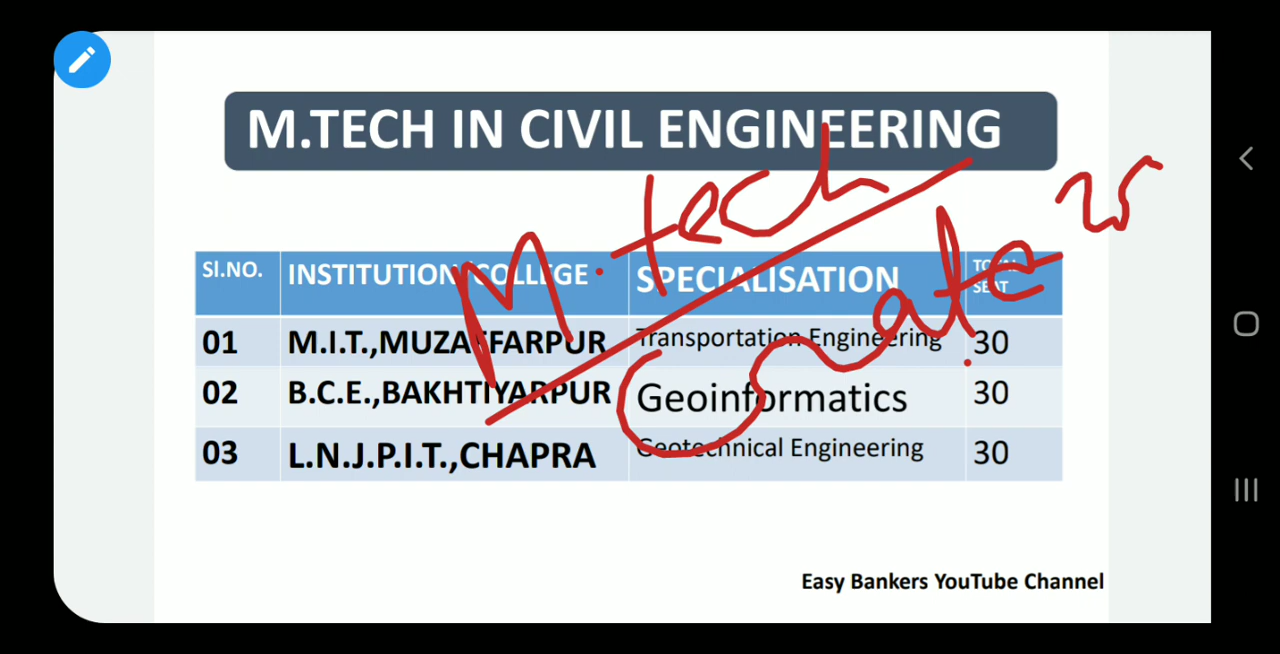 M.TECH IN CIVIL ENGINEERING
Sl.NO. INSTITUTION/COLLEGE SPECIALISATION TOTAL SEAT
01 M.I.T.,MUZAFFARPUR Transportation Engineering 30
02 B.C.E.,BAKHTIYARPUR Geoinformatics 30
03 L.N.J.P.I.T.,CHAPRA Geotechnical Engineering 30
M.Tech
Gate
Easy Bankers YouTube Channel